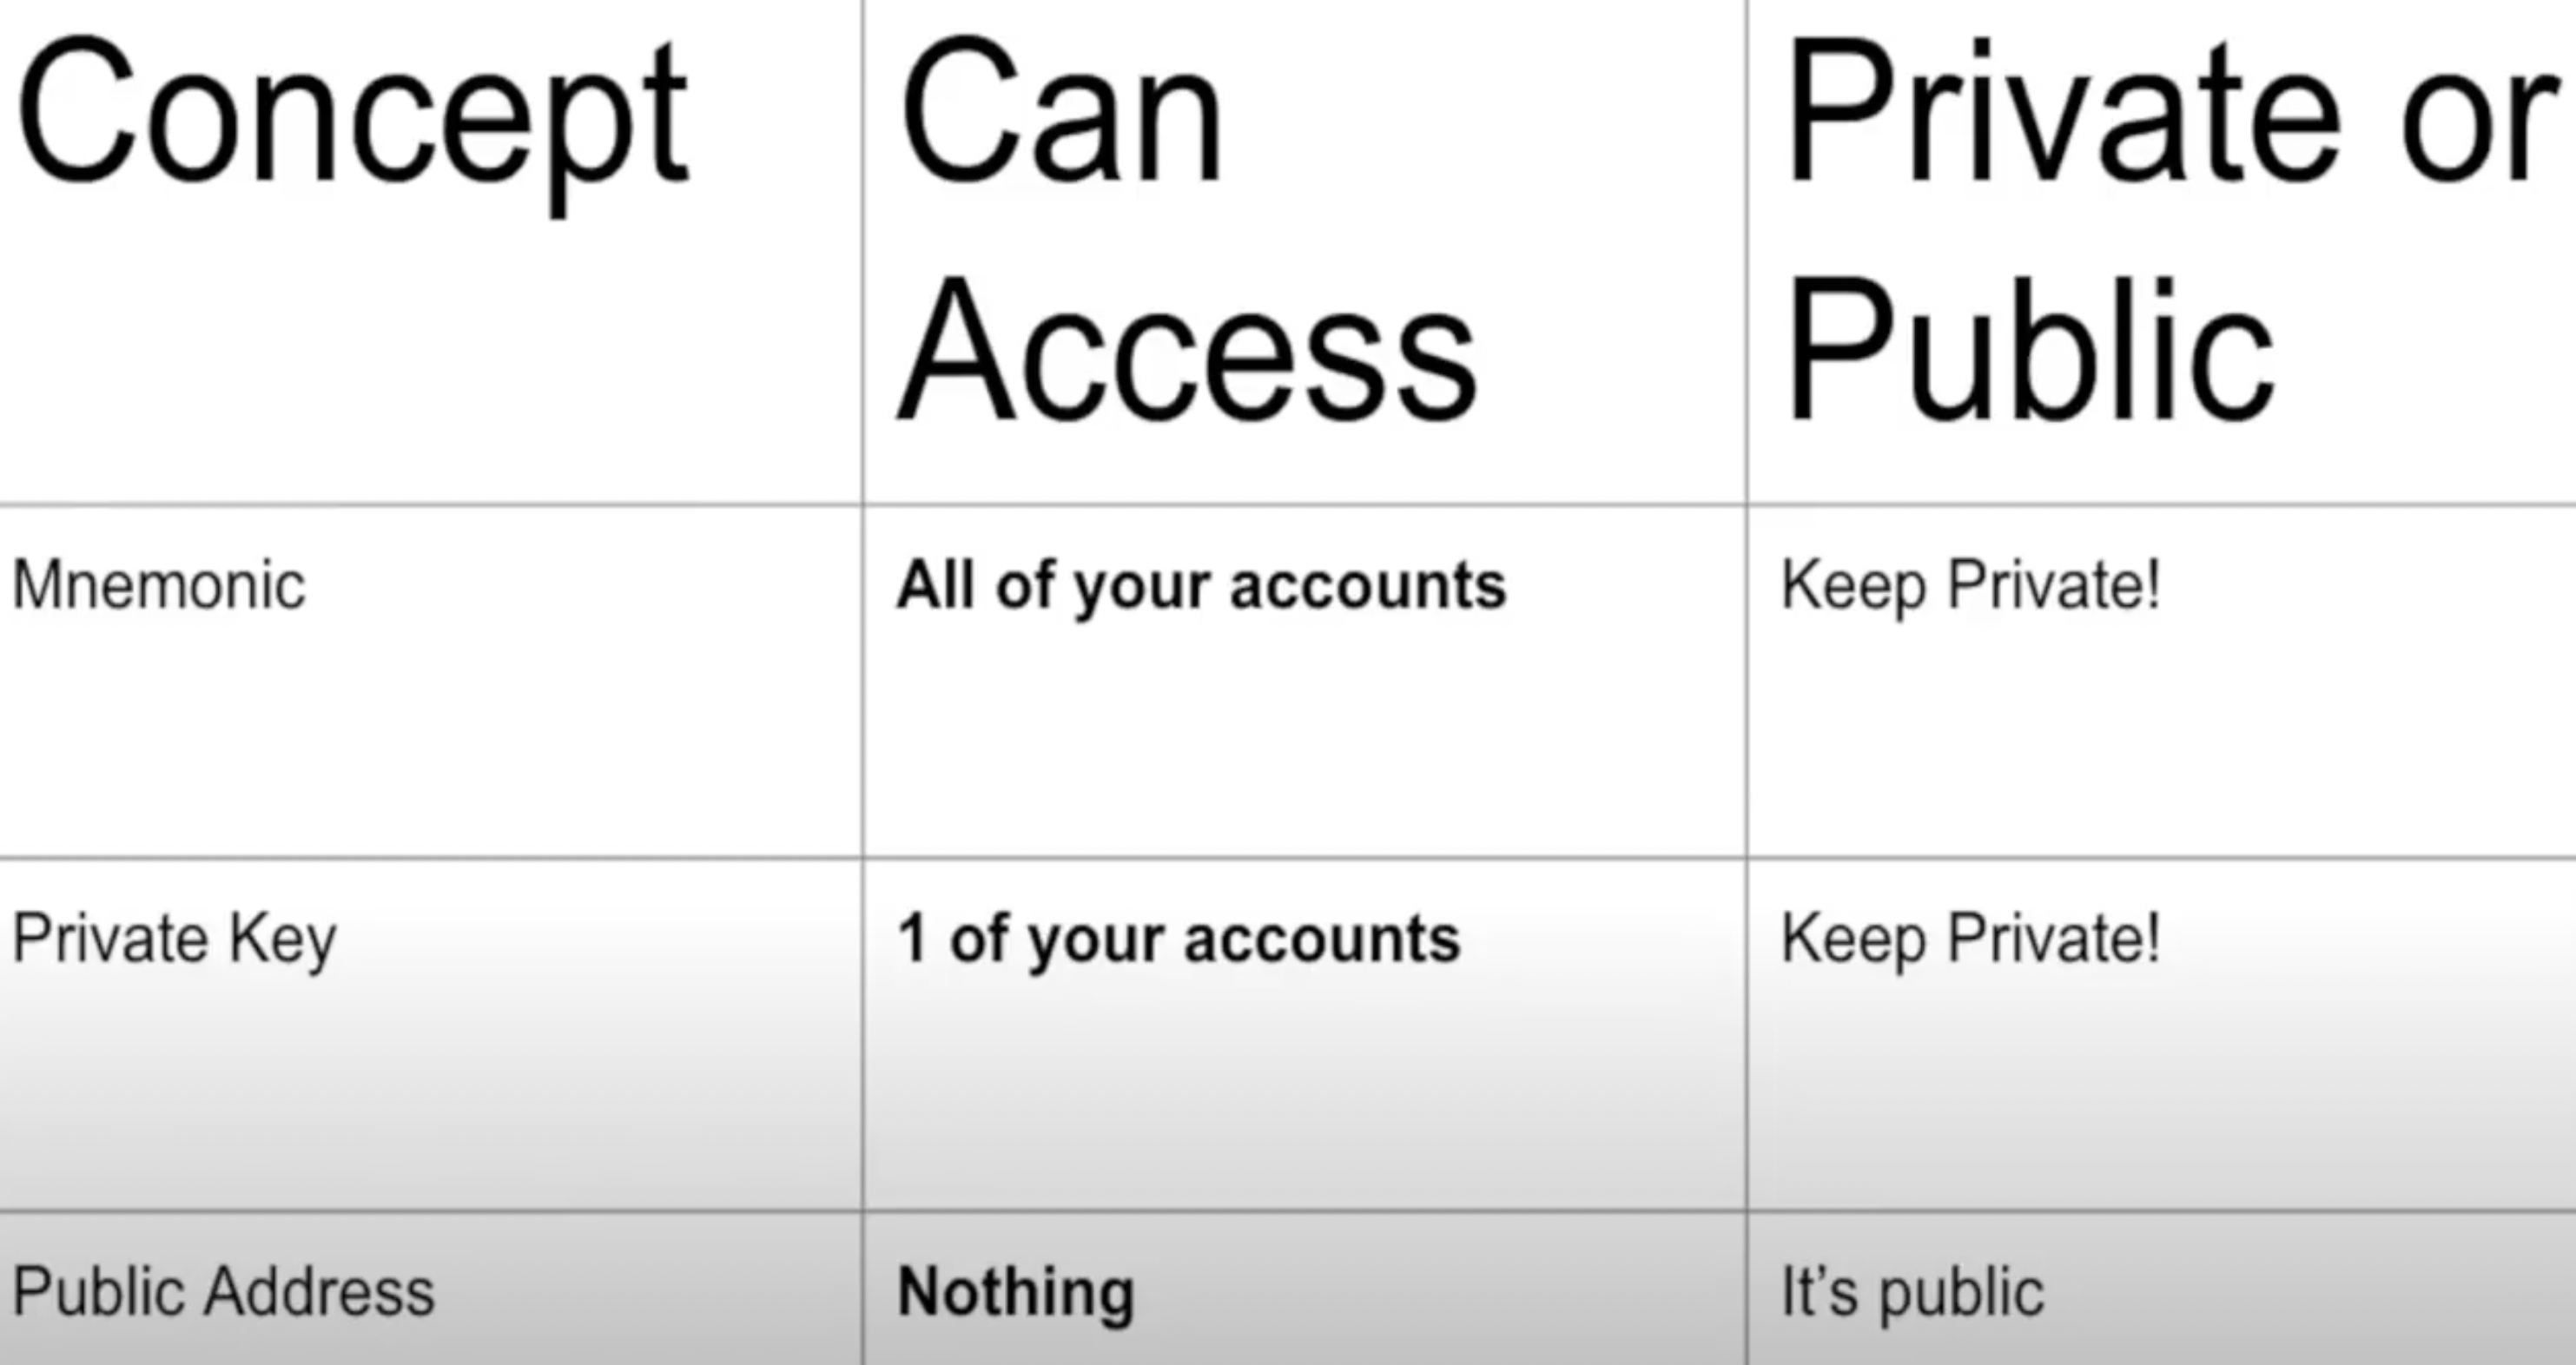 Concept
Can
Access
Private or
Public
Mnemonic
All of your accounts
Keep Private!
Private Key
1 of your accounts
Keep Private!
Public Address
Nothing
It’s public